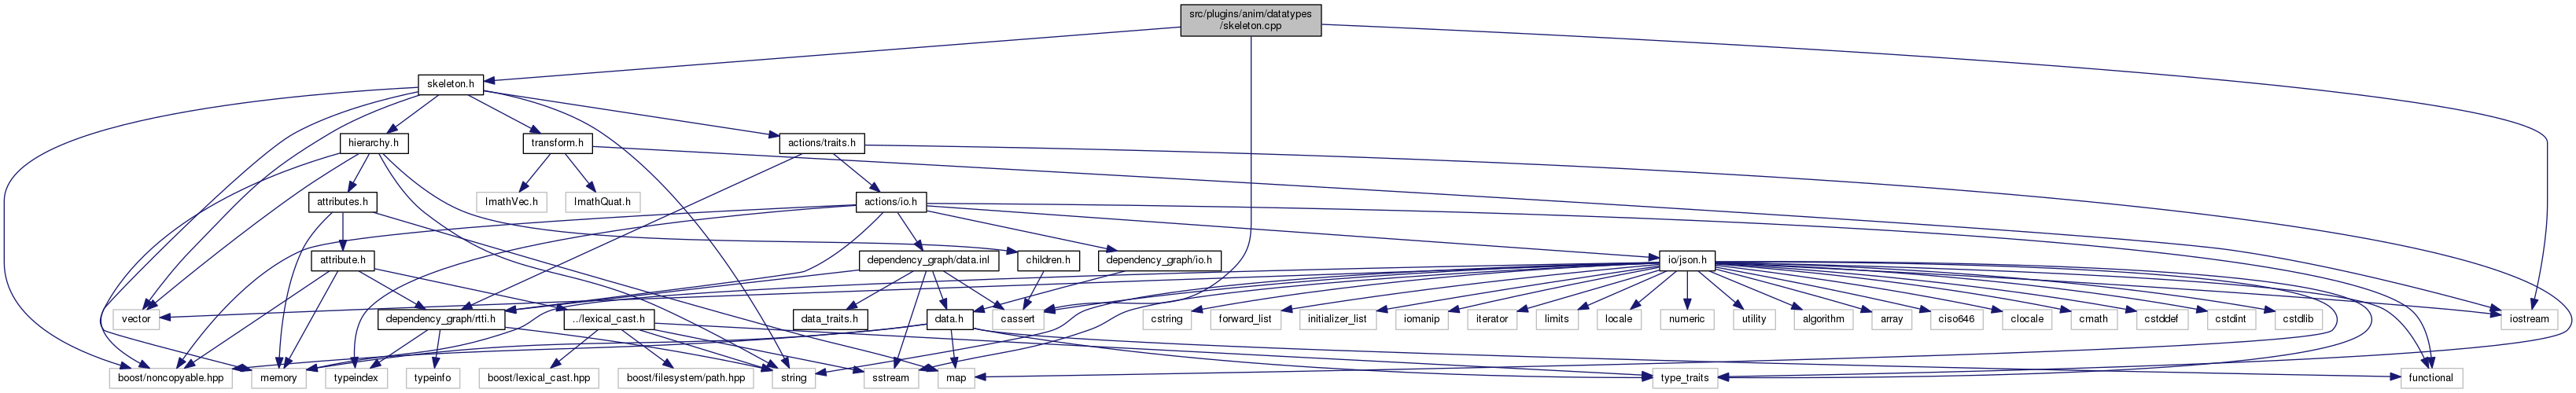 src/plugins/anim/datatypes
/skeleton.cpp
skeleton.h
hierarchy.h
transform.h
actions/traits.h
attributes.h
ImathVec.h
ImathQuat.h
actions/io.h
attribute.h
dependency_graph/data.inl
children.h
dependency_graph/io.h
io/json.h
vector
dependency_graph/rtti.h
../lexical_cast.h
data_traits.h
data.h
cassert
cstring
forward_list
initializer_list
iomanip
iterator
limits
locale
numeric
utility
algorithm
array
ciso646
clocale
cmath
cstddef
cstdint
cstdlib
iostream
boost/noncopyable.hpp
memory
typeindex
typeinfo
boost/lexical_cast.hpp
boost/filesystem/path.hpp
string
sstream
map
type_traits
functional